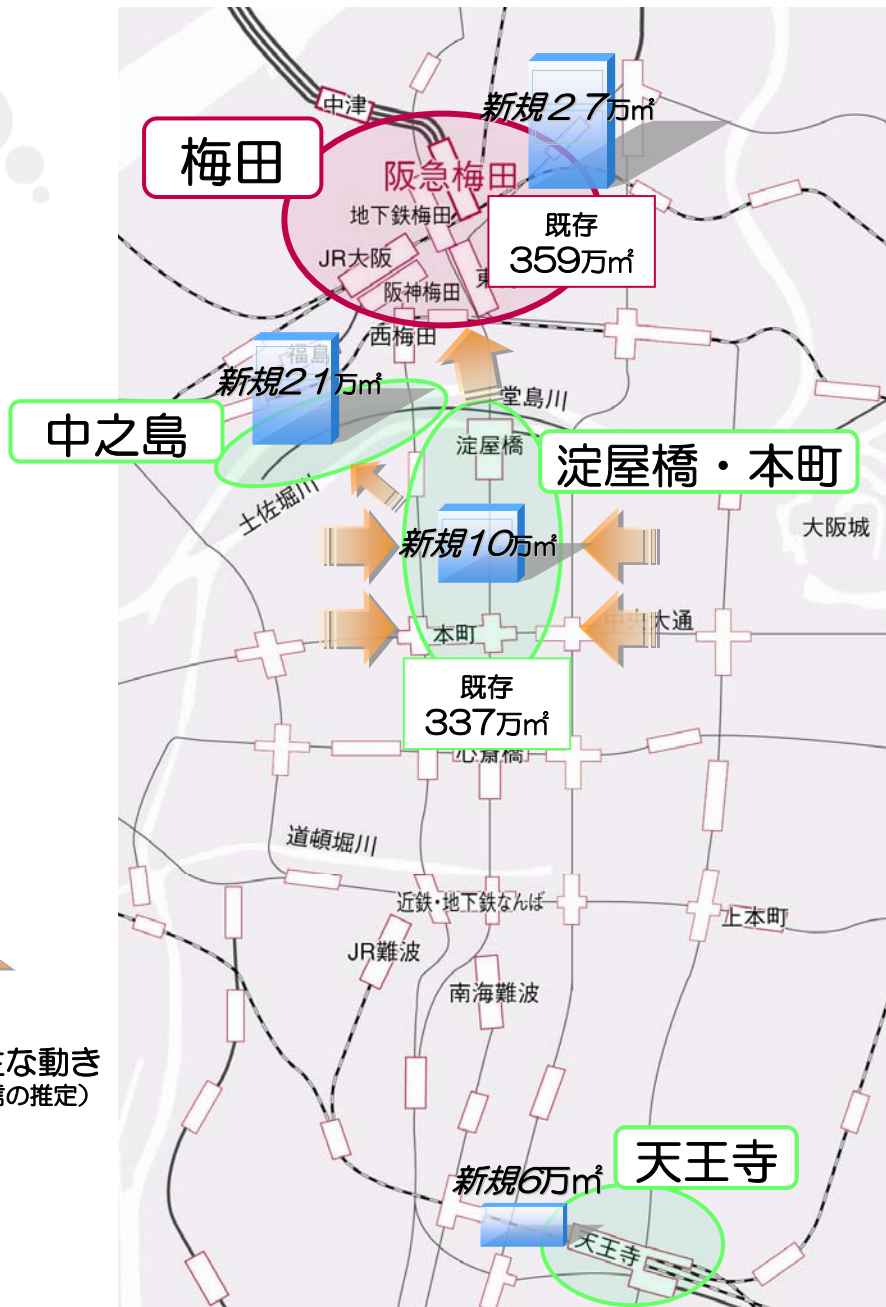 中津
新規27万㎡
梅田
阪急梅田
地下鉄梅田
既存
359万㎡
JR大阪
阪神梅田
東
西梅田
福島
新規21万㎡
堂島川
中之島
淀屋橋
淀屋橋・本町
土佐堀川
大阪城
新規10万㎡
中央大通
本町
既存
337万㎡
心斎橋
道頓堀川
近鉄・地下鉄なんば
上本町
JR難波
南海難波
な動き
の推定）
天王寺
新規6万㎡
天王寺